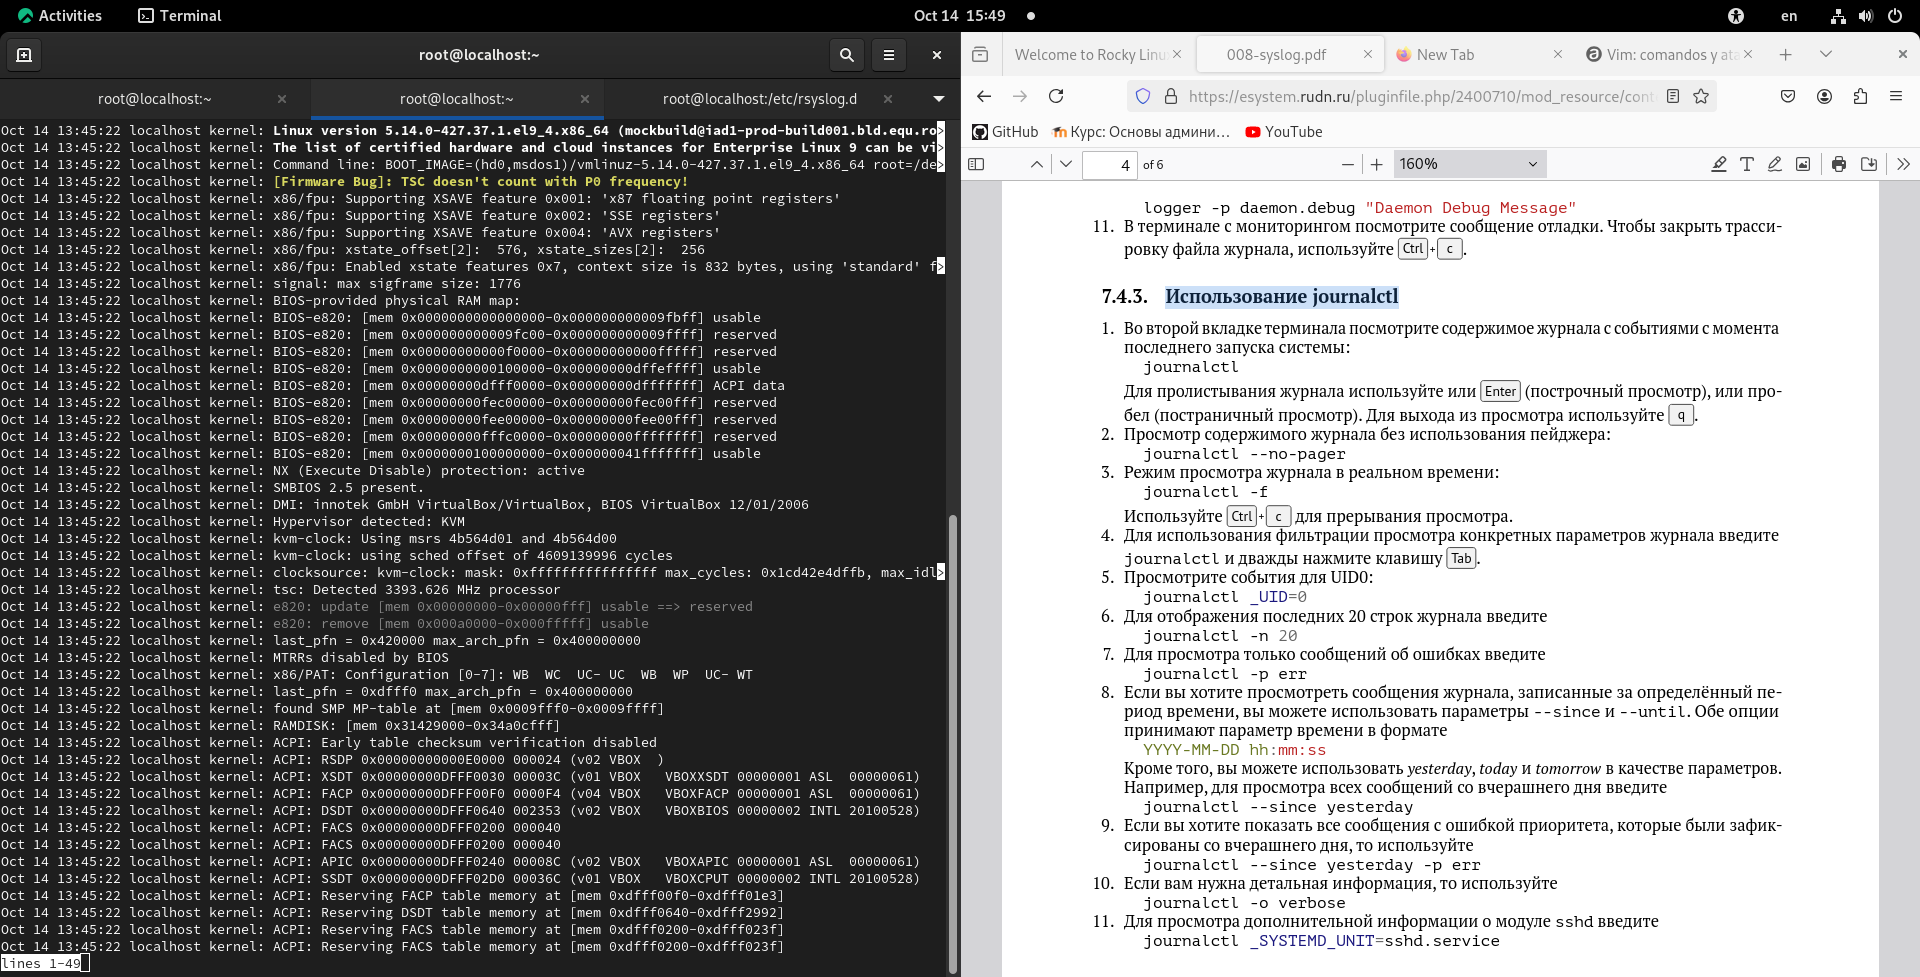 Activities Terminal Oct 14 15:49 en
root@localhost:~
root@localhost:~ root@localhost:~ root@localhost:/etc/rsyslog.d
Oct 14 13:45:22 localhost kernel: Linux version 5.14.0-427.37.1.el9_4.x86_64 (mockbuild@iad1-prod-build001.bld.equ.ro>
Oct 14 13:45:22 localhost kernel: The list of certified hardware and cloud instances for Enterprise Linux 9 can be vi>
Oct 14 13:45:22 localhost kernel: Command line: BOOT_IMAGE=(hd0,msdos1)/vmlinuz-5.14.0-427.37.1.el9_4.x86_64 root=/de>
Oct 14 13:45:22 localhost kernel: [Firmware Bug]: TSC doesn't count with P0 frequency!
Oct 14 13:45:22 localhost kernel: x86/fpu: Supporting XSAVE feature 0x001: 'x87 floating point registers'
Oct 14 13:45:22 localhost kernel: x86/fpu: Supporting XSAVE feature 0x002: 'SSE registers'
Oct 14 13:45:22 localhost kernel: x86/fpu: Supporting XSAVE feature 0x004: 'AVX registers'
Oct 14 13:45:22 localhost kernel: x86/fpu: xstate_offset[2]:  576, xstate_sizes[2]:  256
Oct 14 13:45:22 localhost kernel: x86/fpu: Enabled xstate features 0x7, context size is 832 bytes, using 'standard' f>
Oct 14 13:45:22 localhost kernel: signal: max sigframe size: 1776
Oct 14 13:45:22 localhost kernel: BIOS-provided physical RAM map:
Oct 14 13:45:22 localhost kernel: BIOS-e820: [mem 0x0000000000000000-0x000000000009fbff] usable
Oct 14 13:45:22 localhost kernel: BIOS-e820: [mem 0x000000000009fc00-0x000000000009ffff] reserved
Oct 14 13:45:22 localhost kernel: BIOS-e820: [mem 0x00000000000f0000-0x00000000000fffff] reserved
Oct 14 13:45:22 localhost kernel: BIOS-e820: [mem 0x0000000000100000-0x00000000dffeffff] usable
Oct 14 13:45:22 localhost kernel: BIOS-e820: [mem 0x00000000dfff0000-0x00000000dfffffff] ACPI data
Oct 14 13:45:22 localhost kernel: BIOS-e820: [mem 0x00000000fec00000-0x00000000fec00fff] reserved
Oct 14 13:45:22 localhost kernel: BIOS-e820: [mem 0x00000000fee00000-0x00000000fee00fff] reserved
Oct 14 13:45:22 localhost kernel: BIOS-e820: [mem 0x00000000fffc0000-0x00000000ffffffff] reserved
Oct 14 13:45:22 localhost kernel: BIOS-e820: [mem 0x0000000100000000-0x000000041fffffff] usable
Oct 14 13:45:22 localhost kernel: NX (Execute Disable) protection: active
Oct 14 13:45:22 localhost kernel: SMBIOS 2.5 present.
Oct 14 13:45:22 localhost kernel: DMI: innotek GmbH VirtualBox/VirtualBox, BIOS VirtualBox 12/01/2006
Oct 14 13:45:22 localhost kernel: Hypervisor detected: KVM
Oct 14 13:45:22 localhost kernel: kvm-clock: Using msrs 4b564d01 and 4b564d00
Oct 14 13:45:22 localhost kernel: kvm-clock: using sched offset of 4609139996 cycles
Oct 14 13:45:22 localhost kernel: clocksource: kvm-clock: mask: 0xffffffffffffffff max_cycles: 0x1cd42e4dffb, max_idl>
Oct 14 13:45:22 localhost kernel: tsc: Detected 3393.626 MHz processor
Oct 14 13:45:22 localhost kernel: e820: update [mem 0x00000000-0x00000fff] usable ==> reserved
Oct 14 13:45:22 localhost kernel: e820: remove [mem 0x000a0000-0x000fffff] usable
Oct 14 13:45:22 localhost kernel: last_pfn = 0x420000 max_arch_pfn = 0x400000000
Oct 14 13:45:22 localhost kernel: MTRRs disabled by BIOS
Oct 14 13:45:22 localhost kernel: x86/PAT: Configuration [0-7]: WB  WC  UC- UC  WB  WP  UC- WT
Oct 14 13:45:22 localhost kernel: last_pfn = 0xdfff0 max_arch_pfn = 0x400000000
Oct 14 13:45:22 localhost kernel: found SMP MP-table at [mem 0x0009fff0-0x0009ffff]
Oct 14 13:45:22 localhost kernel: RAMDISK: [mem 0x31429000-0x34a0cfff]
Oct 14 13:45:22 localhost kernel: ACPI: Early table checksum verification disabled
Oct 14 13:45:22 localhost kernel: ACPI: RSDP 0x00000000000E0000 000024 (v02 VBOX  )
Oct 14 13:45:22 localhost kernel: ACPI: XSDT 0x00000000DFFF0030 00003C (v01 VBOX   VBOXXSDT 00000001 ASL  00000061)
Oct 14 13:45:22 localhost kernel: ACPI: FACP 0x00000000DFFF00F0 0000F4 (v04 VBOX   VBOXFACP 00000001 ASL  00000061)
Oct 14 13:45:22 localhost kernel: ACPI: DSDT 0x00000000DFFF0640 002353 (v02 VBOX   VBOXBIOS 00000002 INTL 20100528)
Oct 14 13:45:22 localhost kernel: ACPI: FACS 0x00000000DFFF0200 000040
Oct 14 13:45:22 localhost kernel: ACPI: FACS 0x00000000DFFF0200 000040
Oct 14 13:45:22 localhost kernel: ACPI: APIC 0x00000000DFFF0240 00008C (v02 VBOX   VBOXAPIC 00000001 ASL  00000061)
Oct 14 13:45:22 localhost kernel: ACPI: SSDT 0x00000000DFFF02D0 00036C (v01 VBOX   VBOXCPUT 00000002 INTL 20100528)
Oct 14 13:45:22 localhost kernel: ACPI: Reserving FACP table memory at [mem 0xdfff00f0-0xdfff01e3]
Oct 14 13:45:22 localhost kernel: ACPI: Reserving DSDT table memory at [mem 0xdfff0640-0xdfff2992]
Oct 14 13:45:22 localhost kernel: ACPI: Reserving FACS table memory at [mem 0xdfff0200-0xdfff023f]
Oct 14 13:45:22 localhost kernel: ACPI: Reserving FACS table memory at [mem 0xdfff0200-0xdfff023f]
lines 1-49
Welcome to Rocky Linu 008-syslog.pdf New Tab Vim: comandos y ata
https://esystem.rudn.ru/pluginfile.php/2400710/mod_resource/cont
GitHub Курс: Основы админи… YouTube
4 of 6 160%
logger -p daemon.debug "Daemon Debug Message"
11. В терминале с мониторингом посмотрите сообщение отладки. Чтобы закрыть трасси-
ровку файла журнала, используйте Ctrl + c .
7.4.3. Использование journalctl
1. Во второй вкладке терминала посмотрите содержимое журнала с событиями с момента
последнего запуска системы:
journalctl
Для пролистывания журнала используйте или Enter (построчный просмотр), или про-
бел (постраничный просмотр). Для выхода из просмотра используйте q .
2. Просмотр содержимого журнала без использования пейджера:
journalctl --no-pager
3. Режим просмотра журнала в реальном времени:
journalctl -f
Используйте Ctrl + c для прерывания просмотра.
4. Для использования фильтрации просмотра конкретных параметров журнала введите
journalctl и дважды нажмите клавишу Tab .
5. Просмотрите события для UID0:
journalctl _UID=0
6. Для отображения последних 20 строк журнала введите
journalctl -n 20
7. Для просмотра только сообщений об ошибках введите
journalctl -p err
8. Если вы хотите просмотреть сообщения журнала, записанные за определённый пе-
риод времени, вы можете использовать параметры --since и --until. Обе опции
принимают параметр времени в формате
YYYY-MM-DD hh:mm:ss
Кроме того, вы можете использовать yesterday, today и tomorrow в качестве параметров.
Например, для просмотра всех сообщений со вчерашнего дня введите
journalctl --since yesterday
9. Если вы хотите показать все сообщения с ошибкой приоритета, которые были зафик-
сированы со вчерашнего дня, то используйте
journalctl --since yesterday -p err
10. Если вам нужна детальная информация, то используйте
journalctl -o verbose
11. Для просмотра дополнительной информации о модуле sshd введите
journalctl _SYSTEMD_UNIT=sshd.service